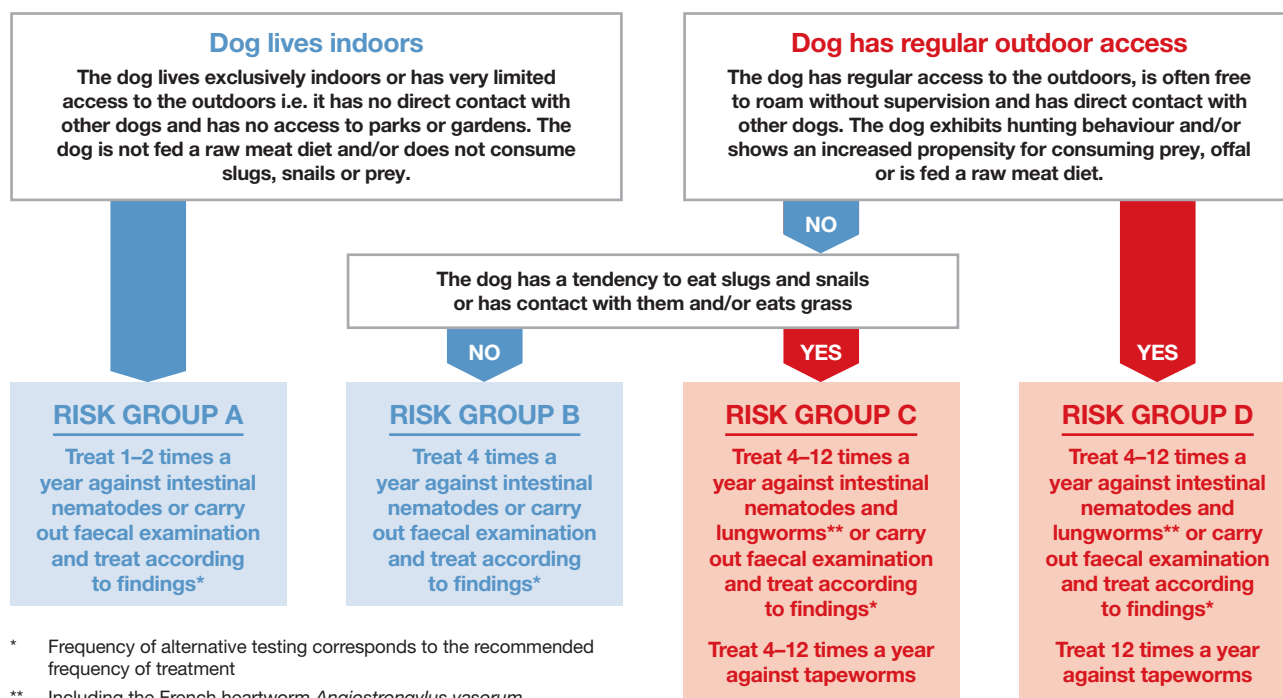 Dog lives indoors
The dog lives exclusively indoors or has very limited
access to the outdoors i.e. it has no direct contact with
other dogs and has no access to parks or gardens. The
dog is not fed a raw meat diet and/or does not consume
slugs, snails or prey.
Dog has regular outdoor access
The dog has regular access to the outdoors, is often free
to roam without supervision and has direct contact with
other dogs. The dog exhibits hunting behaviour and/or
shows an increased propensity for consuming prey, offal
or is fed a raw meat diet.
NO
The dog has a tendency to eat slugs and snails
or has contact with them and/or eats grass
NO
YES
YES
RISK GROUP A
Treat 1–2 times a
year against intestinal
nematodes or carry
out faecal examination
and treat according
to findings*
RISK GROUP B
Treat 4 times a
year against intestinal
nematodes or carry
out faecal examination
and treat according
to findings*
RISK GROUP C
Treat 4–12 times a
year against intestinal
nematodes and
lungworms** or carry
out faecal examination
and treat according
to findings*
Treat 4–12 times a year
against tapeworms
RISK GROUP D
Treat 4–12 times a
year against intestinal
nematodes and
lungworms** or carry
out faecal examination
and treat according
to findings*
Treat 12 times a year
against tapeworms
* Frequency of alternative testing corresponds to the recommended
frequency of treatment
** Including the French heartworm Angiostrongylus vasorum